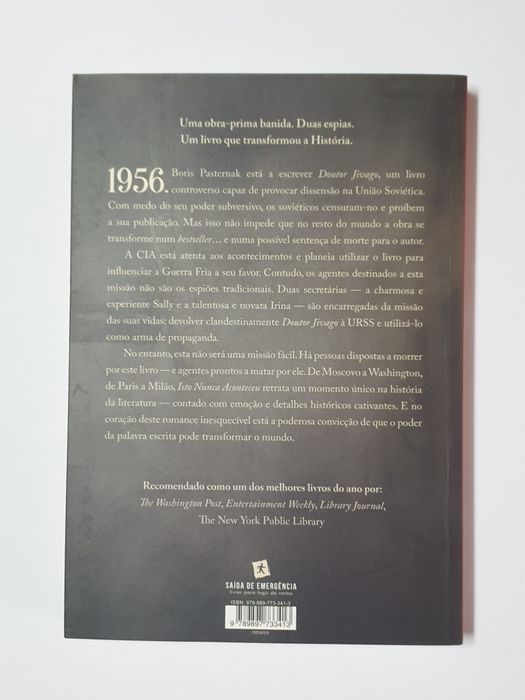 Uma obra-prima banida. Duas espias.
Um livro que transformou a História.
1956. Boris Pasternak está a escrever Doutor Jivago, um livro
controverso capaz de provocar dissensão na União Soviética.
Com medo do seu poder subversivo, os soviéticos censuram-no e proíbem
a sua publicação. Mas isso não impede que no resto do mundo a obra se
transforme num bestseller… e numa possível sentença de morte para o autor.
A CIA está atenta aos acontecimentos e planeia utilizar o livro para
influenciar a Guerra Fria a seu favor. Contudo, os agentes destinados a esta
missão não são os espiões tradicionais. Duas secretárias — a charmosa e
experiente Sally e a talentosa e novata Irina — são encarregadas da missão
das suas vidas: devolver clandestinamente Doutor Jivago à URSS e utilizá-lo
como arma de propaganda.
No entanto, esta não será uma missão fácil. Há pessoas dispostas a morrer
por este livro — e agentes prontos a matar por ele. De Moscovo a Washington,
de Paris a Milão, Isto Nunca Aconteceu retrata um momento único na história
da literatura — contado com emoção e detalhes históricos cativantes. E no
coração deste romance inesquecível está a poderosa convicção de que o poder
da palavra escrita pode transformar o mundo.
Recomendado como um dos melhores livros do ano por:
The Washington Post, Entertainment Weekly, Library Journal,
The New York Public Library
SAÍDA DE EMERGÊNCIA
livros para fugir da rotina
ISBN: 978-989-773-341-3
9 789897 733413